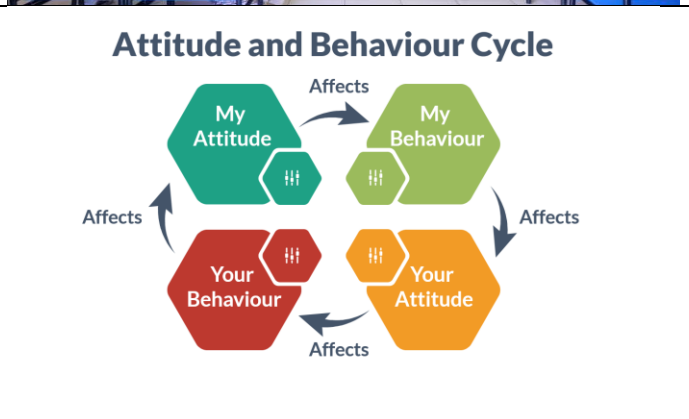 Attitude and Behaviour Cycle
Affects
My
Attitude
My
Behaviour
Affects
Affects
Your
Behaviour
Your
Attitude
Affects